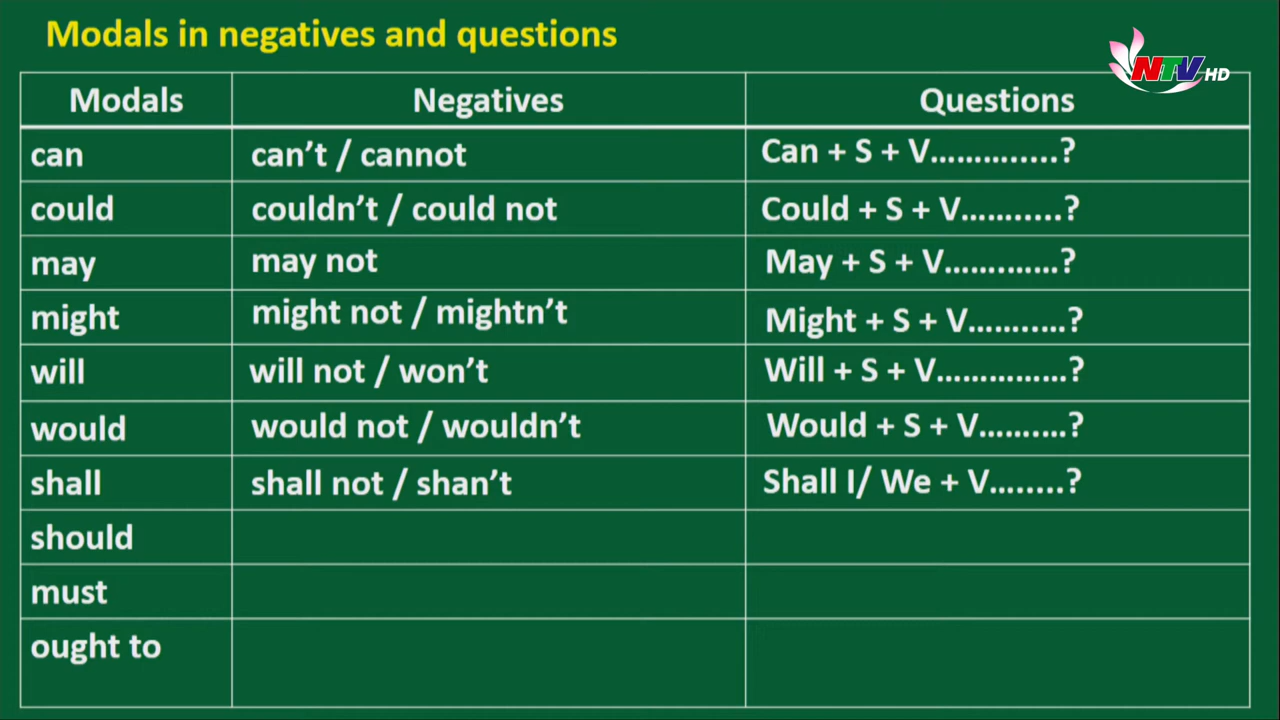 Modals in negatives and questions
NTV HD
Modals Negatives Questions
can can't / cannot Can + S + V………......?
could couldn't / could not Could + S + V……......?
may may not May + S + V…….……?
might might not / mightn't Might + S + V……..…?
will will not / won't Will + S + V……………?
would would not / wouldn't Would + S + V…….…?
shall shall not / shan't Shall I/ We + V……..?
should
must
ought to